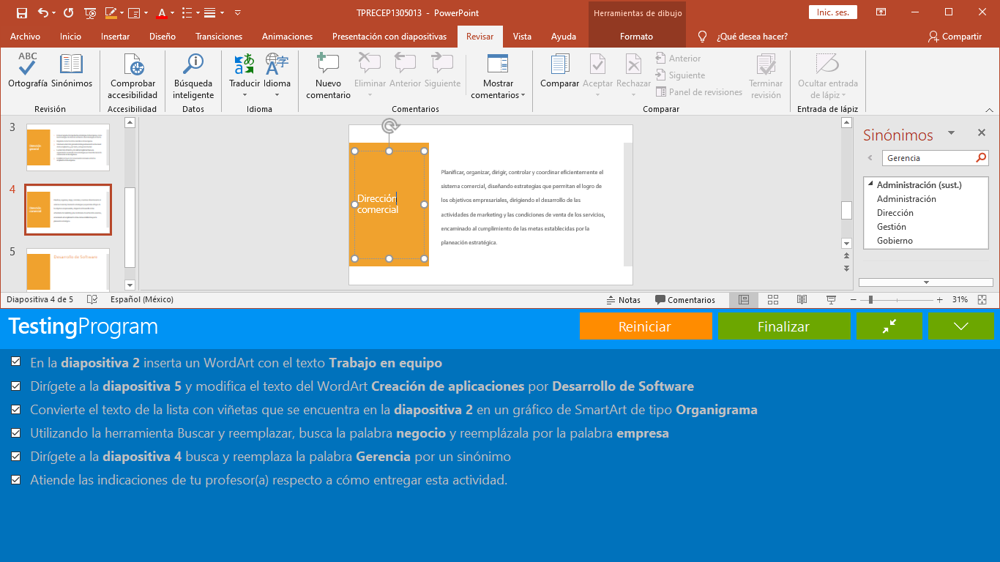 TPRECEP1305013 - PowerPoint
Herramientas de dibujo
Inic. ses.
Archivo Inicio Insertar Diseño Transiciones Animaciones Presentación con diapositivas Revisar Vista Ayuda Formato ¿Qué desea hacer? Compartir
ABC
Ortografía Sinónimos
Revisión
Comprobar
accesibilidad
Accesibilidad
Búsqueda
inteligente
Datos
Traducir Idioma
Idioma
Nuevo
comentario
Eliminar Anterior Siguiente
Mostrar
comentarios
Comentarios
Comparar Aceptar Rechazar
Anterior
Siguiente
Panel de revisiones
Terminar
revisión
Comparar
Ocultar entrada
de lápiz
Entrada de lápiz
3
Dirección
general
4
Dirección
comercial
5
Desarrollo de Software
Dirección
comercial
Planificar, organizar, dirigir, controlar y coordinar eficientemente el
sistema comercial, diseñando estrategias que permitan el logro de
los objetivos empresariales, dirigiendo el desarrollo de las
actividades de marketing y las condiciones de venta de los servicios,
encaminado al cumplimiento de las metas establecidas por la
planeación estratégica.
Sinónimos
Gerencia
Administración (sust.)
Administración
Dirección
Gestión
Gobierno
Diapositiva 4 de 5 Español (México) Notas Comentarios 31%
TestingProgram
Reiniciar
Finalizar
En la diapositiva 2 inserta un WordArt con el texto Trabajo en equipo
Dirígete a la diapositiva 5 y modifica el texto del WordArt Creación de aplicaciones por Desarrollo de Software
Convierte el texto de la lista con viñetas que se encuentra en la diapositiva 2 en un gráfico de SmartArt de tipo Organigrama
Utilizando la herramienta Buscar y reemplazar, busca la palabra negocio y reemplázala por la palabra empresa
Dirígete a la diapositiva 4 busca y reemplaza la palabra Gerencia por un sinónimo
Atiende las indicaciones de tu profesor(a) respecto a cómo entregar esta actividad.